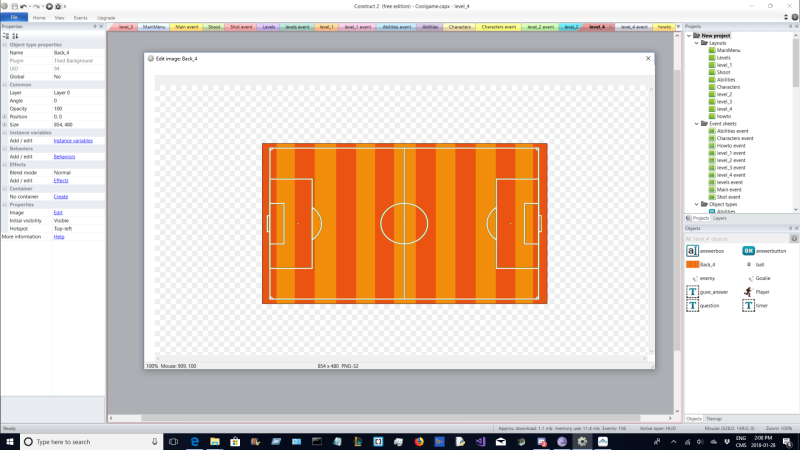 Construct 2 (free edition) - Coolgame.capx - level_4
File
Home
View
Events
Upgrade
Properties
Object type properties
Name Back_4
Plugin Tiled Background
UID 94
Global No
Common
Layer Layer 0
Angle 0
Opacity 100
Position 0, 0
Size 854, 480
Instance variables
Add / edit Instance variables
Behaviors
Add / edit Behaviors
Effects
Blend mode Normal
Add / edit Effects
Container
No container Create
Properties
Image Edit
Initial visibility Visible
Hotspot Top-left
More information Help
level_3
MainMenu
Main event
Shoot
Shot event
Levels
levels event
level_1
level_1 event
Abilities event
Abilities
Characters
Characters event
level_2 event
level_2
level_4
level_4 event
howto
Edit image: Back_4
100% Mouse: 909, 100
854 x 480 PNG-32
Projects
New project
Layouts
MainMenu
Levels
level_1
Shoot
Abilities
Characters
level_2
level_3
level_4
howto
Event sheets
Abilities event
Characters event
Howto event
level_1 event
level_2 event
level_3 event
level_4 event
levels event
Main event
Shot event
Object types
Abilities
Projects
Layers
Objects
All 'level_4' objects
a
answerbox
OK
answerbutton
Back_4
ball
enemy
Goalie
T
guve_answer
Player
T
question
T
timer
Objects
Tilemap
Ready
Approx. download: 1.1 mb, memory use: 11.4 mb
Events: 106
Active layer: HUD
Mouse: (528.0, 149.0, 0)
Zoom: 100%
Type here to search
ENG
CMS
2:08 PM
2018-01-28